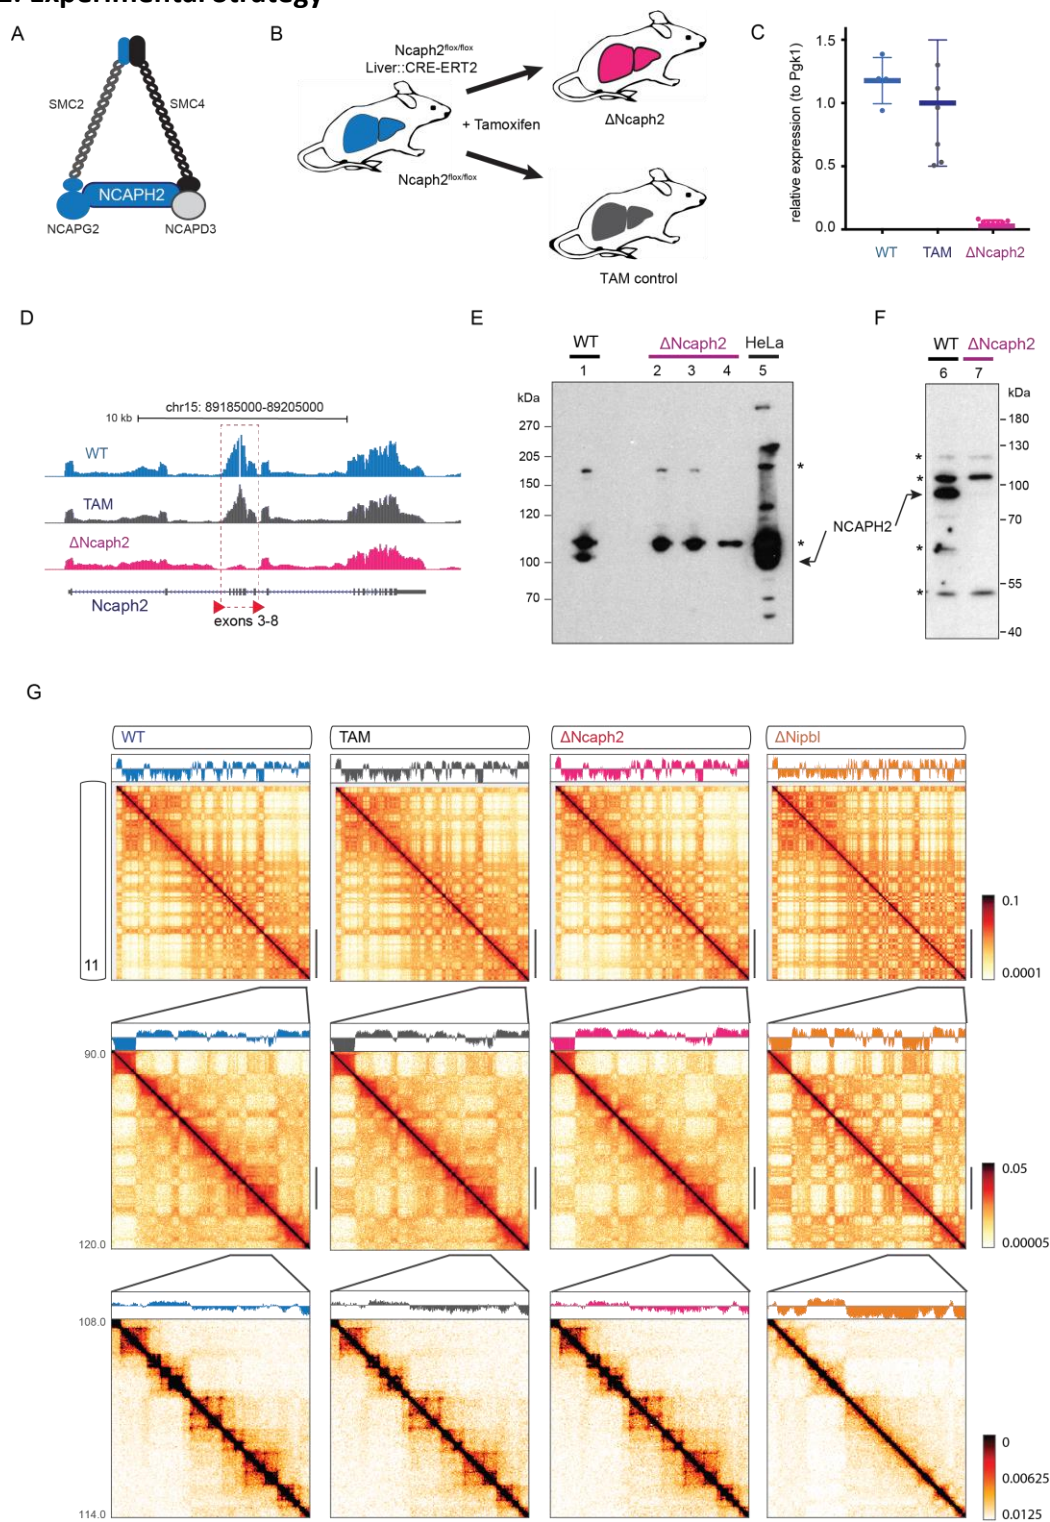 2. Experimental Strategy
A
SMC2
SMC4
NCAPH2
NCAPG2
NCAPD3
B
Ncaph2flox/flox
Liver::CRE-ERT2
+ Tamoxifen
Ncaph2flox/flox
ΔNcaph2
TAM control
C
relative expression (to Pgk1)
1.5
1.0
0.5
0.0
WT
TAM
ΔNcaph2
D
chr15: 89185000-89205000
10 kb
WT
TAM
ΔNcaph2
Ncaph2
exons 3-8
E
WT
ΔNcaph2
HeLa
1
2
3
4
5
kDa
270
205
150
120
100
70
*
*
NCAPH2
F
WT
ΔNcaph2
6
7
kDa
180
130
100
70
55
40
*
*
*
*
G
WT
TAM
ΔNcaph2
ΔNipbl
11
0.1
0.0001
90.0
120.0
0.05
0.00005
108.0
114.0
0
0.00625
0.0125